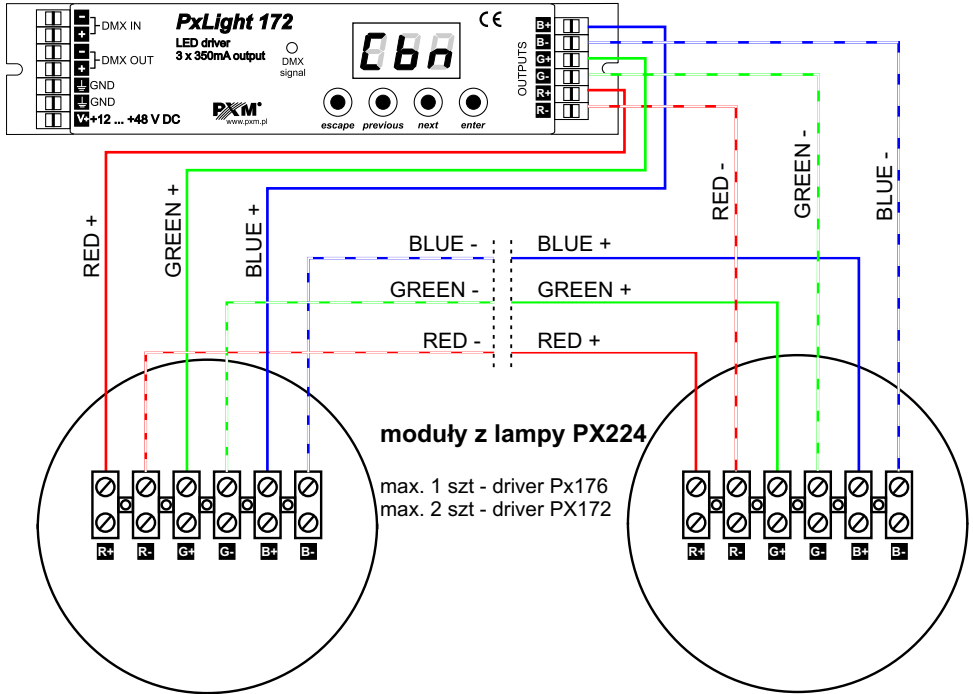 PxLight 172
LED driver
3 x 350mA output
DMX
signal
Cbn
CE
-
+
DMX IN
-
+
DMX OUT
GND
GND
V+
+12 ... +48 V DC
PXM
www.pxm.pl
escape previous next enter
OUTPUTS
B+
B-
G+
G-
R+
R-
RED +
GREEN +
BLUE +
RED -
GREEN -
BLUE -
BLUE - BLUE +
GREEN - GREEN +
RED - RED +
moduły z lampy PX224
max. 1 szt - driver Px176
max. 2 szt - driver PX172
R+ R- G+ G- B+ B-
R+ R- G+ G- B+ B-